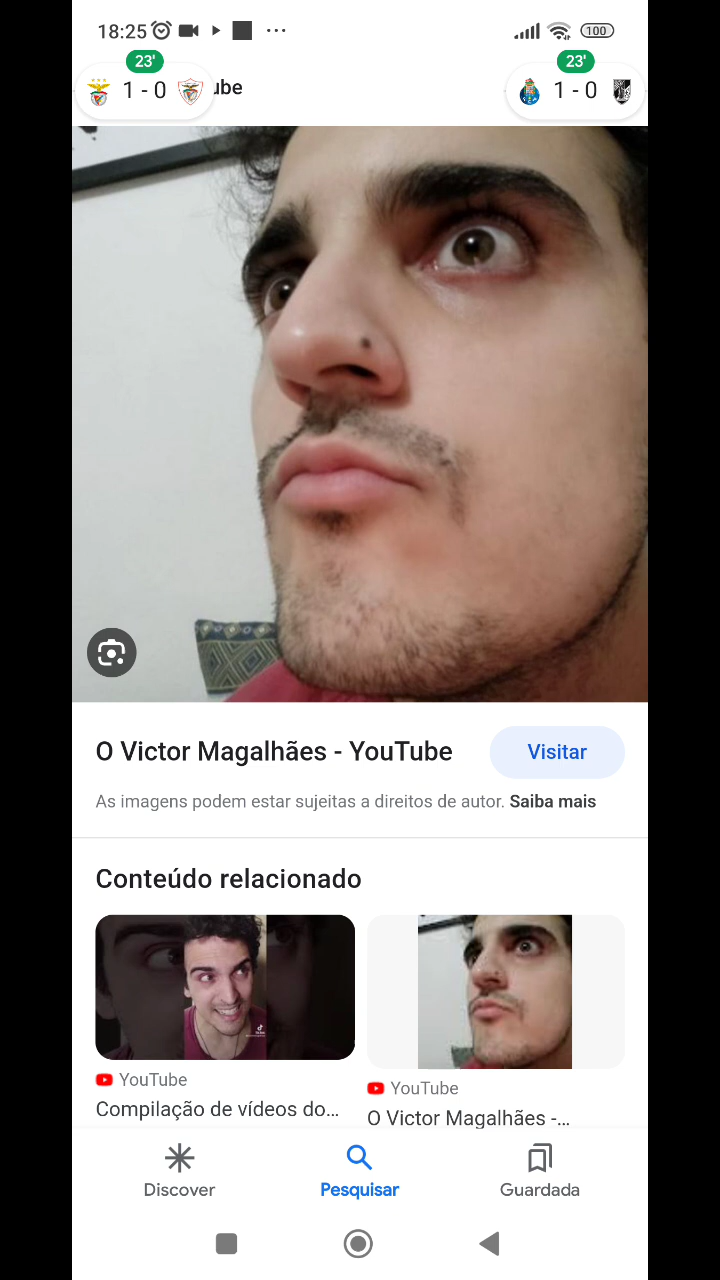 18:25
100
23'
1 - 0
ube
23'
1 - 0
O Victor Magalhães - YouTube
Visitar
As imagens podem estar sujeitas a direitos de autor. Saiba mais
Conteúdo relacionado
YouTube
Compilação de vídeos do...
YouTube
O Victor Magalhães -...
Discover
Pesquisar
Guardada